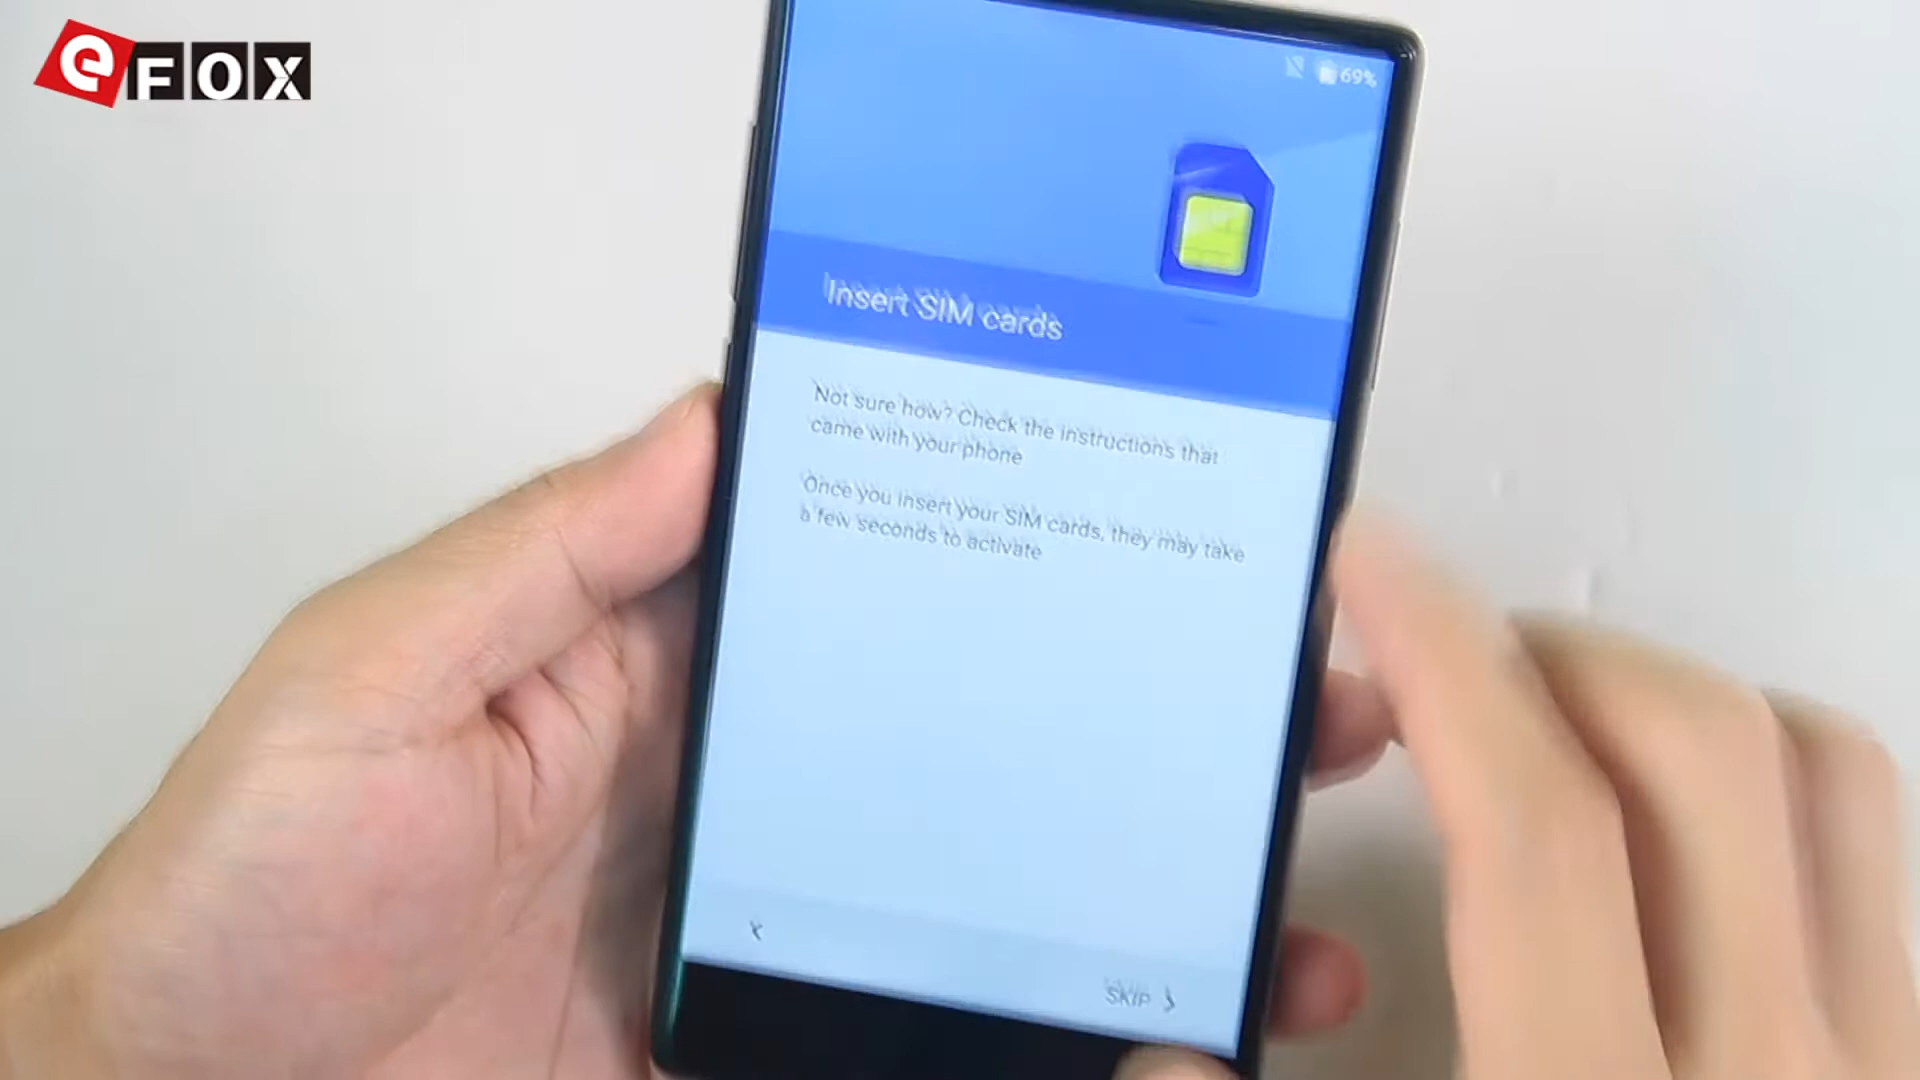 eFOX
69%
Insert SIM cards
Not sure how? Check the instructions that
came with your phone
Once you insert your SIM cards, they may take
a few seconds to activate
SKIP